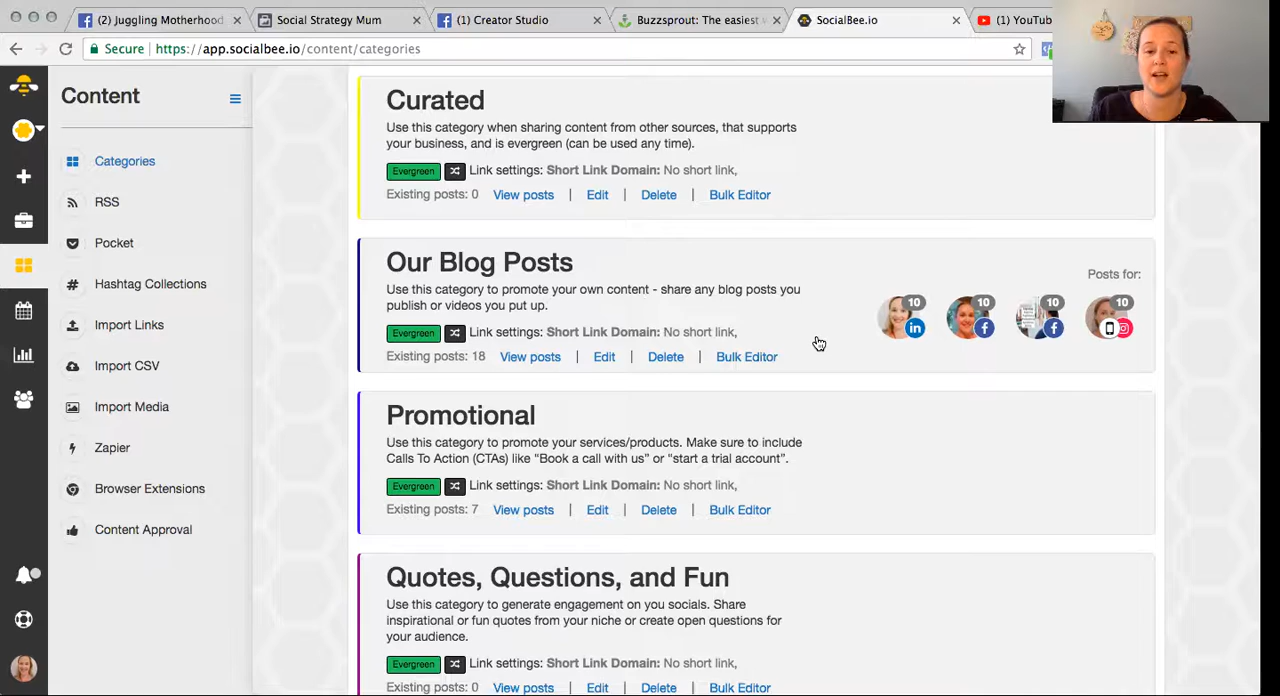 (2) Juggling Motherhood
Social Strategy Mum
(1) Creator Studio
Buzzsprout: The easiest w
SocialBee.io
(1) YouTub
Secure
https://app.socialbee.io/content/categories
Content
Categories
RSS
Pocket
Hashtag Collections
Import Links
Import CSV
Import Media
Zapier
Browser Extensions
Content Approval
Curated
Use this category when sharing content from other sources, that supports
your business, and is evergreen (can be used any time).
Evergreen Link settings: Short Link Domain: No short link,
Existing posts: 0 View posts | Edit | Delete | Bulk Editor
Our Blog Posts
Use this category to promote your own content - share any blog posts you
publish or videos you put up.
Evergreen Link settings: Short Link Domain: No short link,
Existing posts: 18 View posts | Edit | Delete | Bulk Editor
Posts for:
10 10 10 10
in f f
Promotional
Use this category to promote your services/products. Make sure to include
Calls To Action (CTAs) like “Book a call with us” or “start a trial account”.
Evergreen Link settings: Short Link Domain: No short link,
Existing posts: 7 View posts | Edit | Delete | Bulk Editor
Quotes, Questions, and Fun
Use this category to generate engagement on you socials. Share
inspirational or fun quotes from your niche or create open questions for
your audience.
Evergreen Link settings: Short Link Domain: No short link,
Existing posts: 0 View posts | Edit | Delete | Bulk Editor